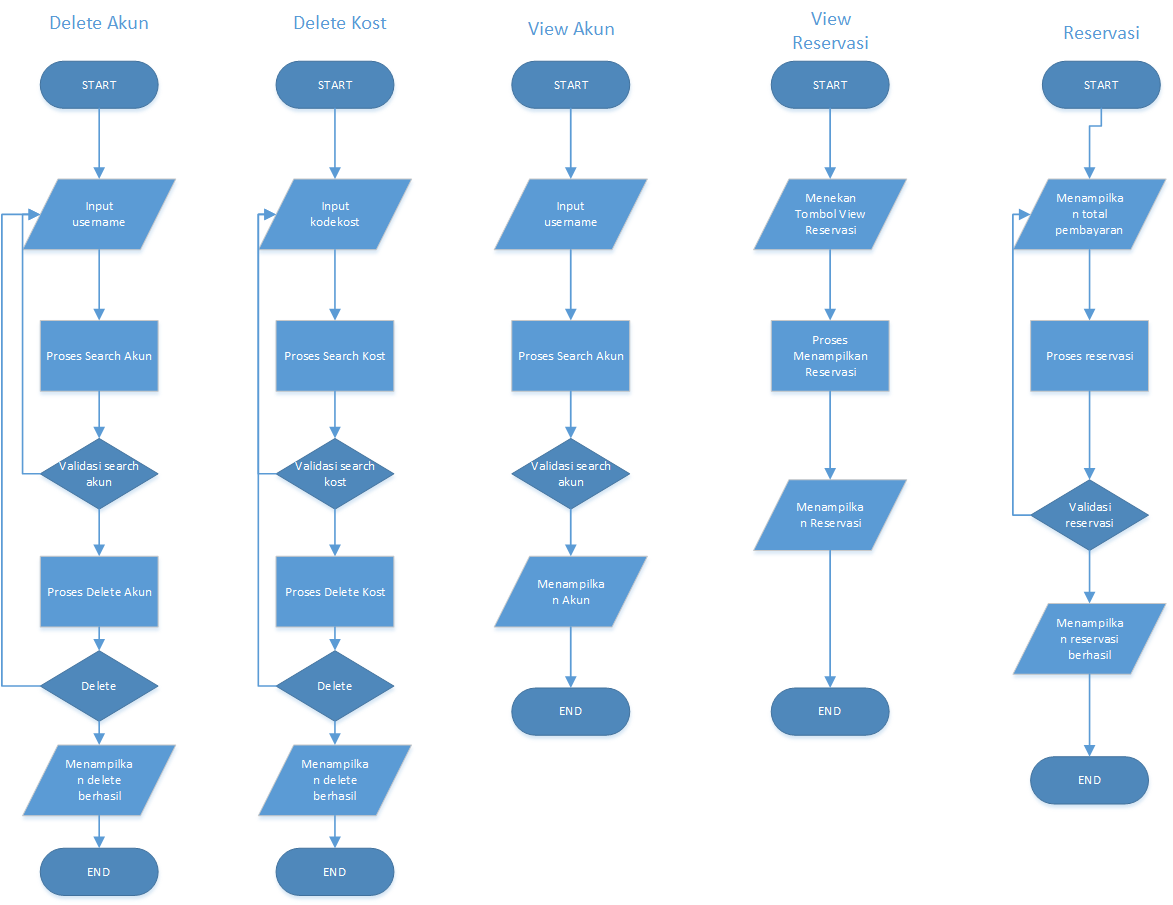 Delete Akun
START
Input
username
Proses Search Akun
Validasi search
akun
Proses Delete Akun
Delete
Menampilka
n delete
berhasil
END
Delete Kost
START
Input
kodekost
Proses Search Kost
Validasi search
kost
Proses Delete Kost
Delete
Menampilka
n delete
berhasil
END
View Akun
START
Input
username
Proses Search Akun
Validasi search
akun
Menampilka
n Akun
END
View
Reservasi
START
Menekan
Tombol View
Reservasi
Proses
Menampilkan
Reservasi
Menampilka
n Reservasi
END
Reservasi
START
Menampilka
n total
pembayaran
Proses reservasi
Validasi
reservasi
Menampilka
n reservasi
berhasil
END